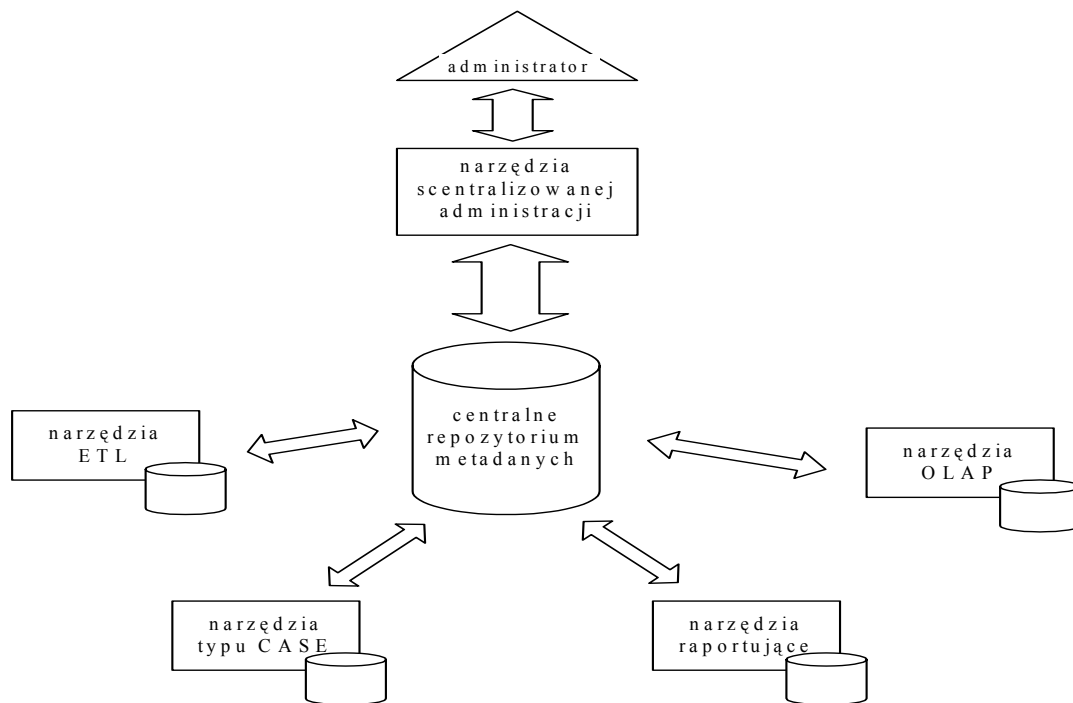 administrator
narzędzia
scentralizowanej
administracji
centralne
repozytorium
metadanych
narzędzia
ETL
narzędzia
OLAP
narzędzia
typu CASE
narzędzia
raportujące